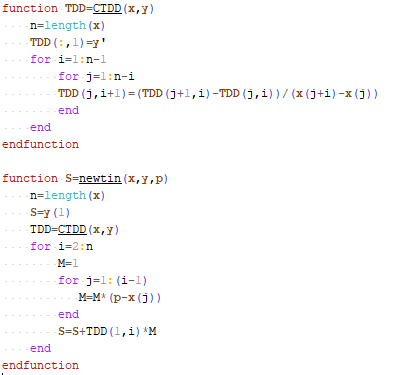 function TDD=CTDD(x,y)
    n=length(x)
    TDD(:,1)=y'
    for i=1:n-1
        for j=1:n-i
        TDD(j,i+1)=(TDD(j+1,i)-TDD(j,i))/(x(j+i)-x(j))
        end
    end
endfunction

function S=newtin(x,y,p)
    n=length(x)
    S=y(1)
    TDD=CTDD(x,y)
    for i=2:n
        M=1
        for j=1:(i-1)
           M=M*(p-x(j))
        end
        S=S+TDD(1,i)*M
    end
endfunction